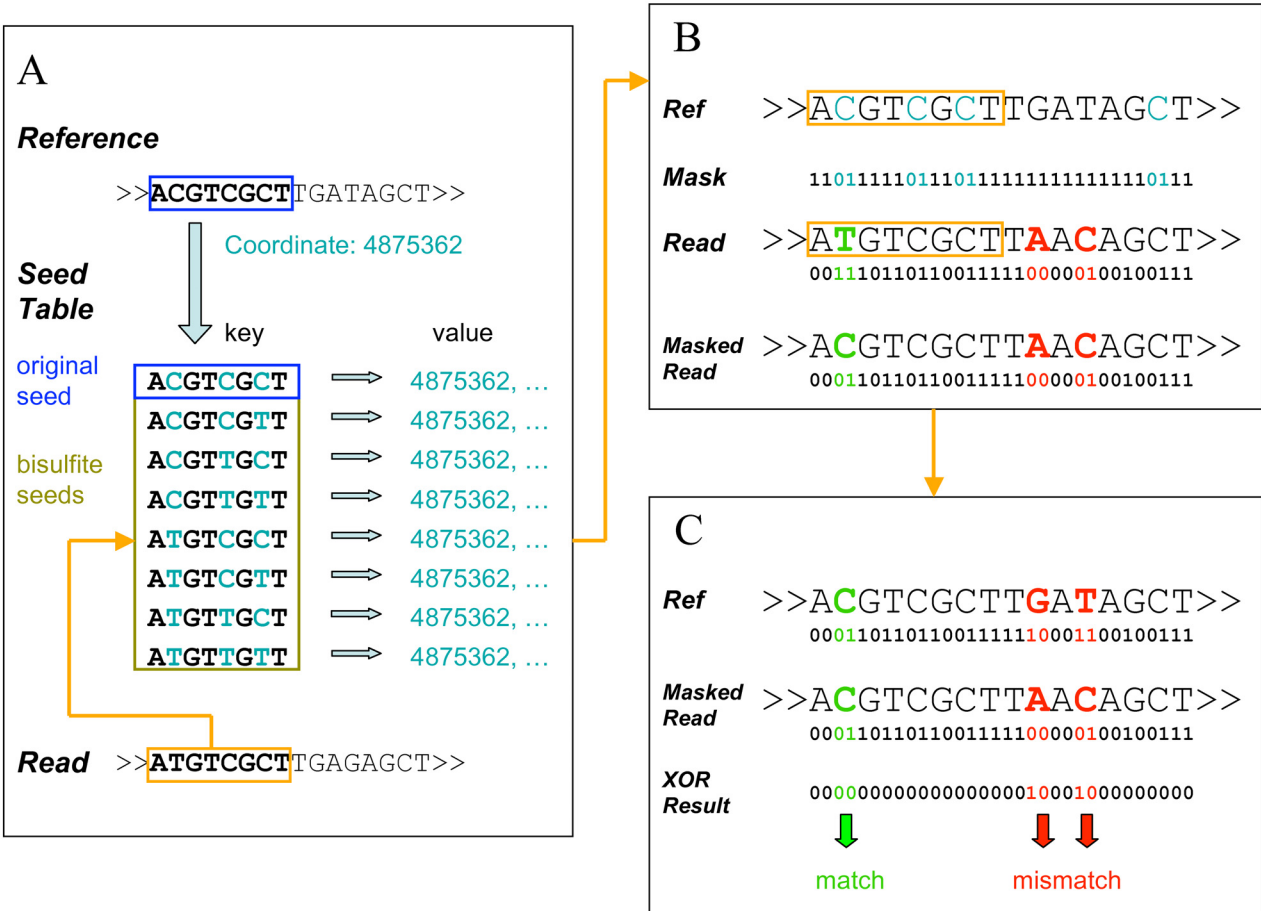 A
Reference
>>ACGTCGCTTGATAGCT>>
Coordinate: 4875362
Seed
Table
key value
original
seed
bisulfite
seeds
ACGTCGCT 4875362, …
ACGTCGTT 4875362, …
ACGTTGCT 4875362, …
ACGTTGTT 4875362, …
ATGTCGCT 4875362, …
ATGTCGTT 4875362, …
ATGTTGCT 4875362, …
ATGTTGTT 4875362, …
Read >>ATGTCGCTTGAGAGCT>>
B
Ref >>ACGTCGCTTGATAGCT>>
Mask 11011111011101111111111111110111
Read >>ATGTCGCTTAACAGCT>>
00111011011001111100000100100111
Masked
Read >>ACGTCGCTTAACAGCT>>
00011011011001111100000100100111
C
Ref >>ACGTCGCTTGATAGCT>>
00011011011001111110001100100111
Masked
Read >>ACGTCGCTTAACAGCT>>
00011011011001111100000100100111
XOR
Result 00000000000000000010001000000000
match mismatch